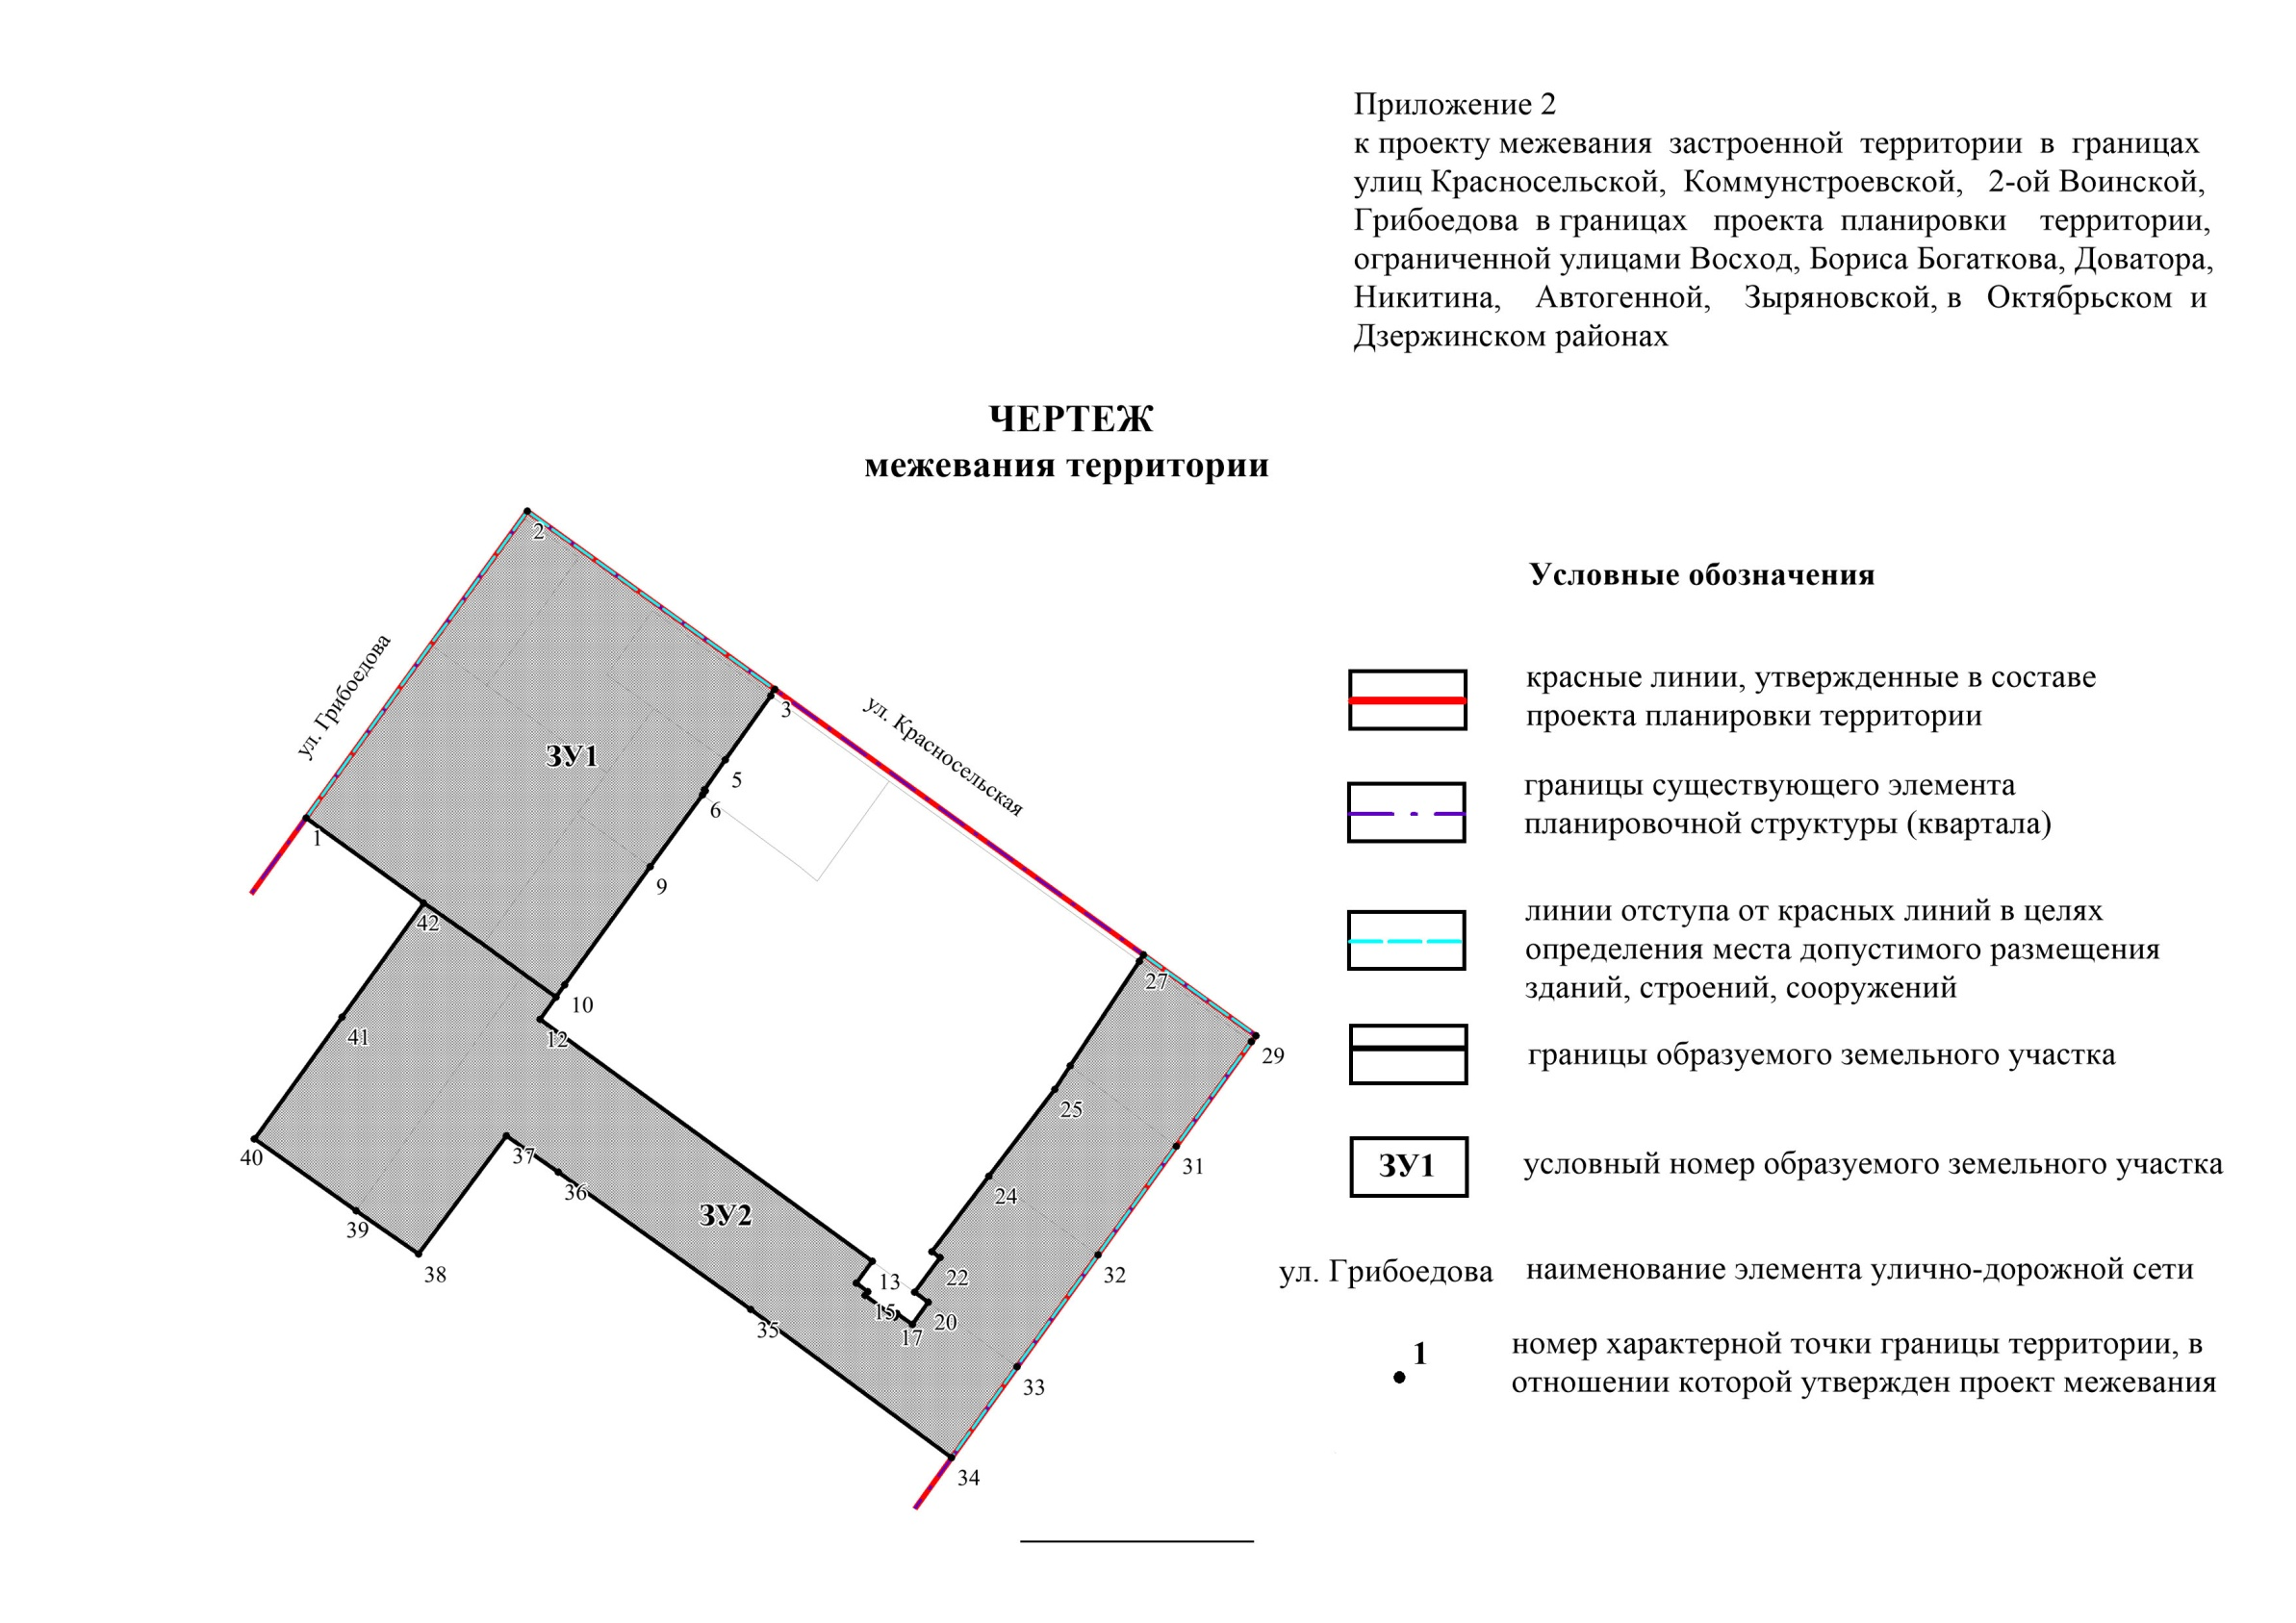 Приложение 2
к проекту межевания застроенной территории в границах
улиц Красносельской, Коммунстроевской, 2-ой Воинской,
Грибоедова в границах проекта планировки территории,
ограниченной улицами Восход, Бориса Богаткова, Доватора,
Никитина, Автогенной, Зыряновской, в Октябрьском и
Дзержинском районах
ЧЕРТЕЖ
межевания территории
2
ул. Грибоедова
3
ул. Красносельская
ЗУ1
5
6
1
9
42
10
12
41
27
29
25
40
37
36
31
24
39
38
ЗУ2
13
22
32
15
20
17
35
33
34
Условные обозначения
красные линии, утвержденные в составе
проекта планировки территории
границы существующего элемента
планировочной структуры (квартала)
линии отступа от красных линий в целях
определения места допустимого размещения
зданий, строений, сооружений
границы образуемого земельного участка
ЗУ1 условный номер образуемого земельного участка
ул. Грибоедова наименование элемента улично-дорожной сети
1 номер характерной точки границы территории, в
отношении которой утвержден проект межевания